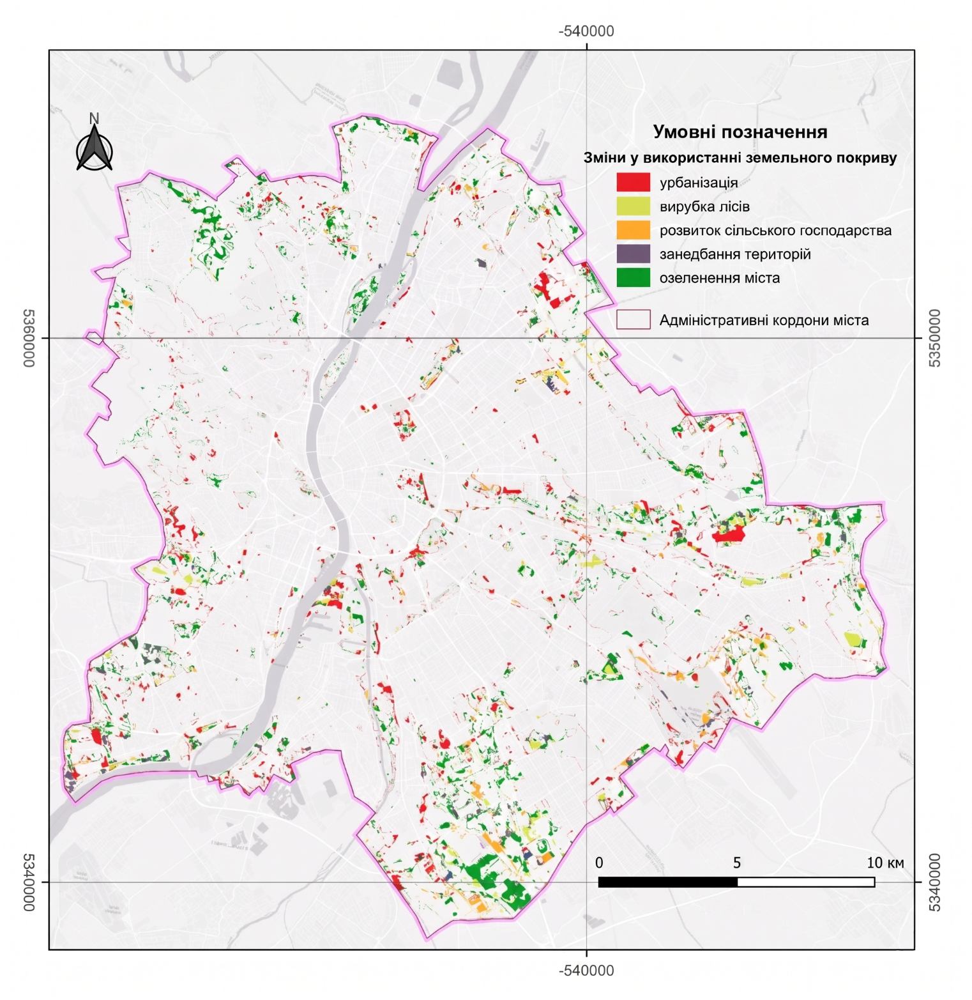 -540000
N
Умовні позначення
Зміни у використанні земельного покриву
урбанізація
вирубка лісів
розвиток сільського господарства
занедбання територій
озеленення міста
Адміністративні кордони міста
5360000
5350000
0 5 10 км
5340000
5340000
-540000